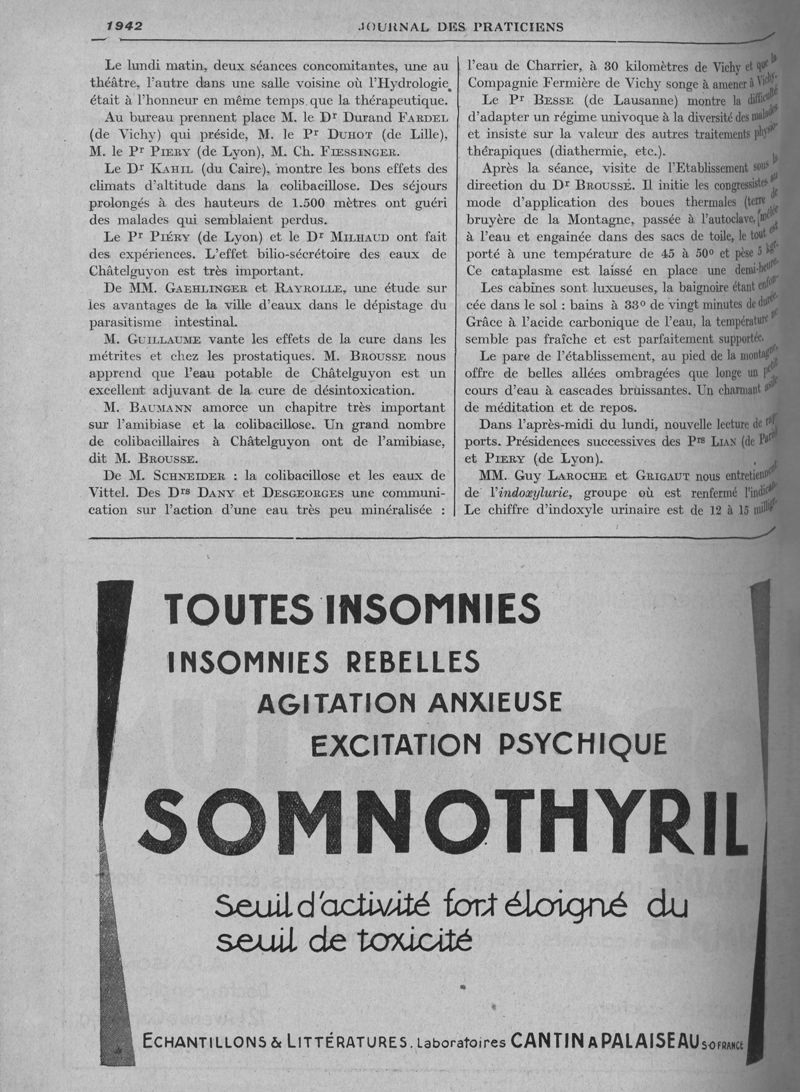 1942
JOURNAL DES PRATICIENS
Le lundi matin, deux séances concomitantes, une au
théâtre, l'autre dans une salle voisine où l'Hydrologie
était à l'honneur en même temps que la thérapeutique.
Au bureau prennent place M. le Dr Durand FARDEL
(de Vichy) qui préside, M. le Pr DUHOT (de Lille),
M. le Pr PIERY (de Lyon), M. Ch. FIESSINGER.
Le Dr KAHIL (du Caire), montre les bons effets des
climats d'altitude dans la colibacillose. Des séjours
prolongés à des hauteurs de 1.500 mètres ont guéri
des malades qui semblaient perdus.
Le Pr PIÉRY (de Lyon) et le Dr MILHAUD ont fait
des expériences. L'effet bilio-sécrétoire des eaux de
Châtelguyon est très important.
De MM. GAEHLINGER et RAYROLLE, une étude sur
les avantages de la ville d'eaux dans le dépistage du
parasitisme intestinal.
M. GUILLAUME vante les effets de la cure dans les
métrites et chez les prostatiques. M. BROUSSE nous
apprend que l'eau potable de Châtelguyon est un
excellent adjuvant de la cure de désintoxication.
M. BAUMANN amorce un chapitre très important
sur l'amibiase et la colibacillose. Un grand nombre
de colibacillaires à Châtelguyon ont de l'amibiase,
dit M. BROUSSE.
De M. SCHNEIDER : la colibacillose et les eaux de
Vittel. Des Drs DANY et DESGEORGES une communi-
cation sur l'action d'une eau très peu minéralisée :
l'eau de Charrier, à 30 kilomètres de Vichy et que la
Compagnie Fermière de Vichy songe à amener à Vichy.
Le Pr BESSE (de Lausanne) montre la difficulté
d'adapter un régime univoque à la diversité des malades
et insiste sur la valeur des autres traitements physio-
thérapiques (diathermie, etc.).
Après la séance, visite de l'Etablissement sous la
direction du Dr BROUSSE. Il initie les congressistes au
mode d'application des boues thermales (terre de
bruyère de la Montagne, passée à l'autoclave,
à l'eau et engainée dans des sacs de toile, le tout est
porté à une température de 45 à 50° et pèse 5 kgr.
Ce cataplasme est laissé en place une demi-heure.
Les cabines sont luxueuses, la baignoire étant enfon-
cée dans le sol : bains à 33° de vingt minutes de durée.
Grâce à l'acide carbonique de l'eau, la température ne
semble pas fraîche et est parfaitement supportée.
Le parc de l'établissement, au pied de la montagne,
offre de belles allées ombragées que longe un petit
cours d'eau à cascades bruissantes. Un charmant asile
de méditation et de repos.
Dans l'après-midi du lundi, nouvelle lecture de rap-
ports. Présidences successives des Prs LIAN (de Paris)
et PIERY (de Lyon).
MM. Guy LAROCHE et GRIGAUT nous entretiennent
de l'indoxylurie, groupe où est renfermé l'indican.
Le chiffre d'indoxyle urinaire est de 12 à 15
TOUTES INSOMNIES
INSOMNIES REBELLES
AGITATION ANXIEUSE
EXCITATION PSYCHIQUE
SOMNOTHYRIL
Seuil d'activité fort éloigné du
seuil de toxicité
ECHANTILLONS & LITTÉRATURES. Laboratoires CANTIN A PALAISEAU S-O FRANCE